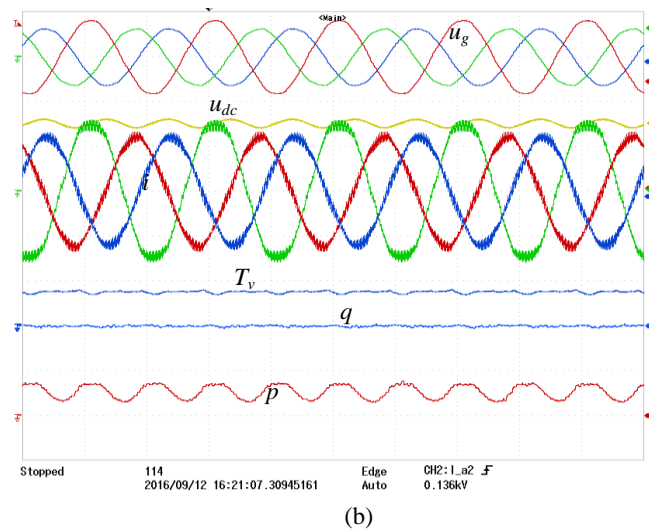 <Main>
u_g
u_dc
i
T_v
q
p
Stopped 114 Edge CH2:I_a2
2016/09/12 16:21:07.30945161 Auto 0.136kV
(b)